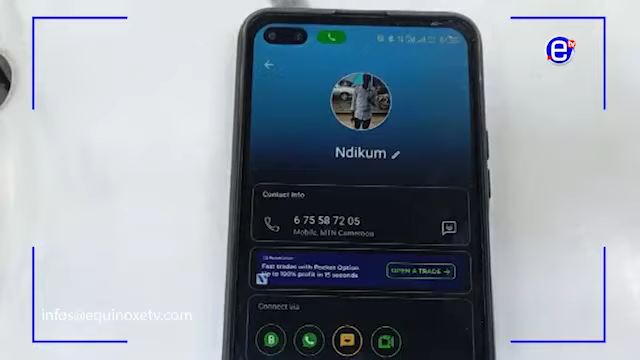 e tv
Ndikum
Contact Info
6 75 58 72 05
Mobile, MTN Cameroon
Fast trades with Pocket Option
Up to 100% profit in 15 seconds
OPEN A TRADE →
Connect via
B
infos@equinoxetv.com